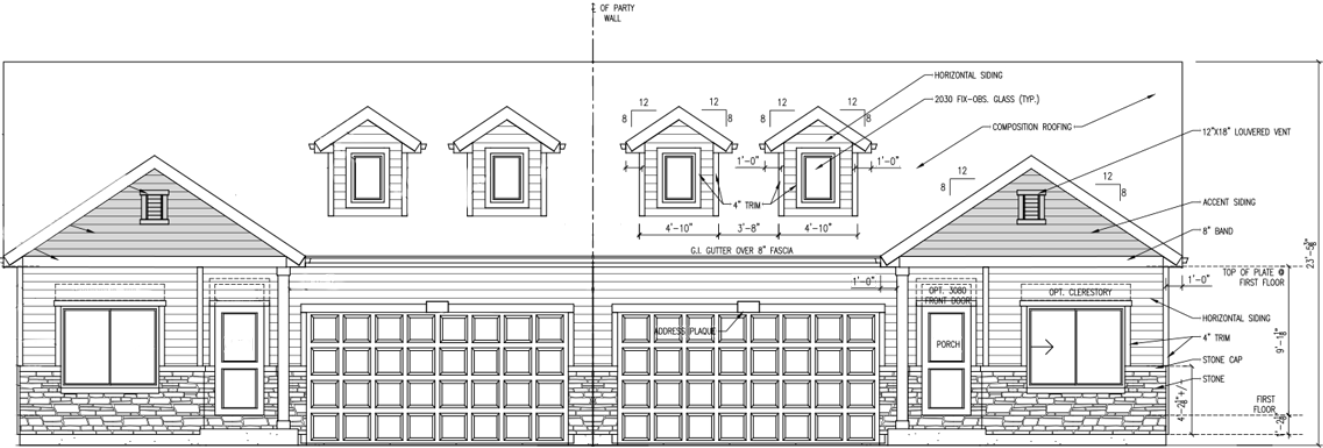 OF PARTY
WALL
HORIZONTAL SIDING
2030 FIX-OBS. GLASS (TYP.)
COMPOSITION ROOFING
12"X18" LOUVERED VENT
12
8
12
8
12
8
12
8
1'-0"
1'-0"
12
8
12
8
4" TRIM
ACCENT SIDING
4'-10"
3'-8"
4'-10"
8" BAND
G.I. GUTTER OVER 8" FASCIA
TOP OF PLATE @
FIRST FLOOR
1'-0"
1'-0"
OPT. 3080
FRONT DOOR
OPT. CLERESTORY
HORIZONTAL SIDING
ADDRESS PLAQUE
PORCH
4" TRIM
STONE CAP
STONE
FIRST
FLOOR